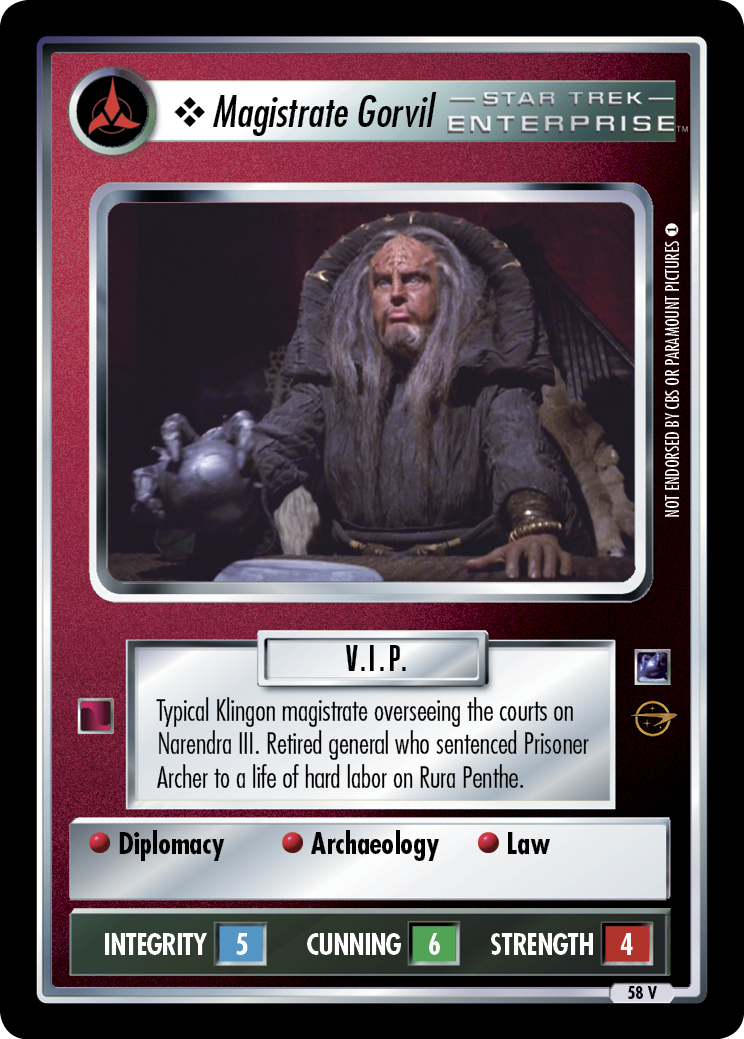 ❖ Magistrate Gorvil
— STAR TREK —
ENTERPRISE™
NOT ENDORSED BY CBS OR PARAMOUNT PICTURES 1
V.I.P.
Typical Klingon magistrate overseeing the courts on
Narendra III. Retired general who sentenced Prisoner
Archer to a life of hard labor on Rura Penthe.
Diplomacy Archaeology Law
INTEGRITY 5 CUNNING 6 STRENGTH 4
58 V